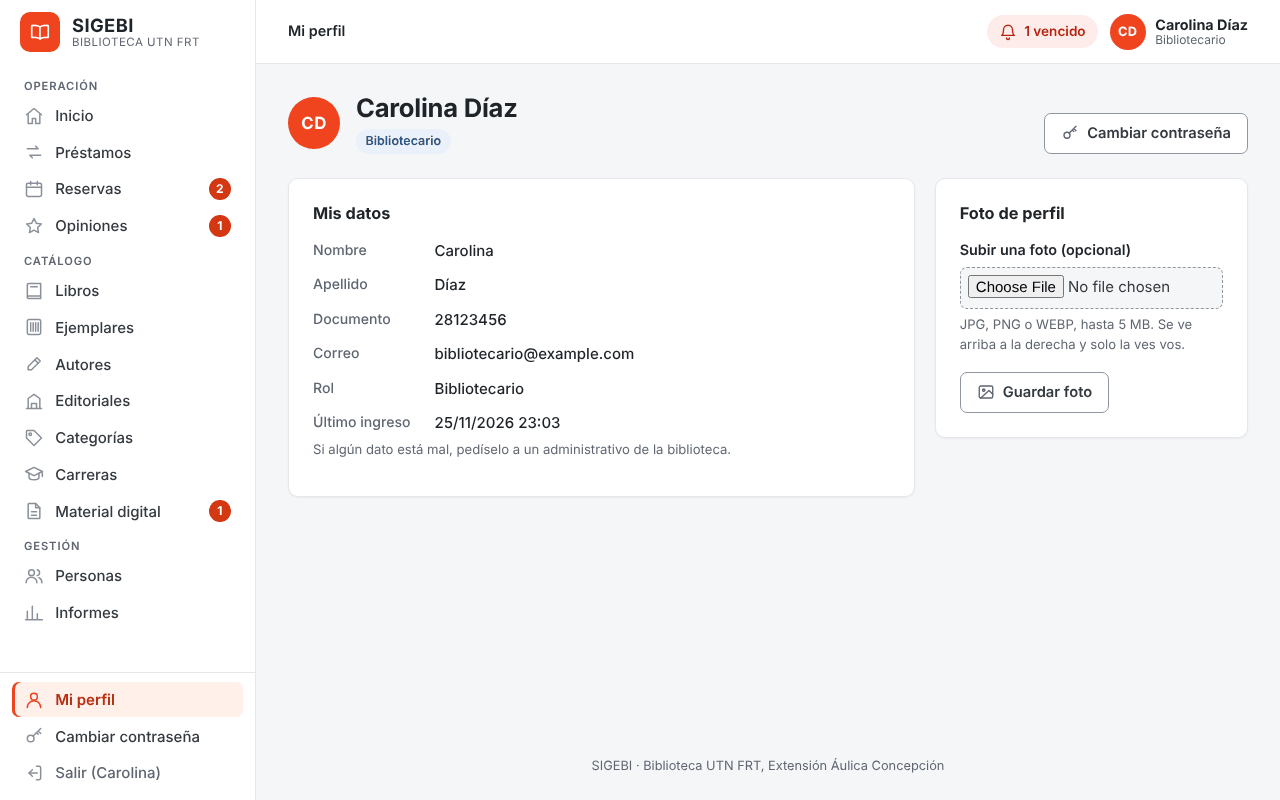 SIGEBI
BIBLIOTECA UTN FRT
OPERACIÓN
Inicio
Préstamos
Reservas 2
Opiniones 1
CATÁLOGO
Libros
Ejemplares
Autores
Editoriales
Categorías
Carreras
Material digital 1
GESTIÓN
Personas
Informes
Mi perfil
Cambiar contraseña
Salir (Carolina)
Mi perfil
1 vencido
CD
Carolina Díaz
Bibliotecario
CD
Carolina Díaz
Bibliotecario
Cambiar contraseña
Mis datos
Nombre Carolina
Apellido Díaz
Documento 28123456
Correo bibliotecario@example.com
Rol Bibliotecario
Último ingreso 25/11/2026 23:03
Si algún dato está mal, pedíselo a un administrativo de la biblioteca.
Foto de perfil
Subir una foto (opcional)
Choose File No file chosen
JPG, PNG o WEBP, hasta 5 MB. Se ve
arriba a la derecha y solo la ves vos.
Guardar foto
SIGEBI · Biblioteca UTN FRT, Extensión Áulica Concepción